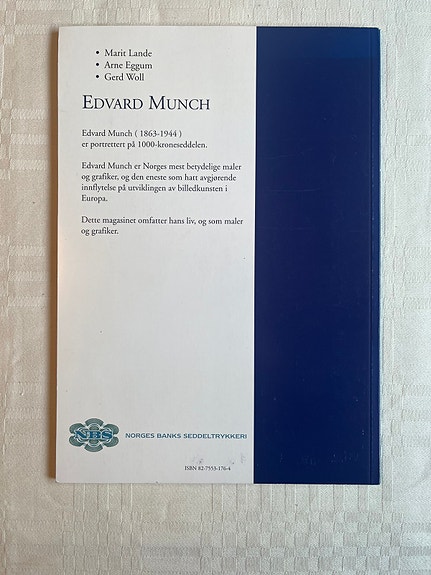 • Marit Lande
• Arne Eggum
• Gerd Woll
EDVARD MUNCH
Edvard Munch ( 1863-1944 )
er portrettert på 1000-kroneseddelen.
Edvard Munch er Norges mest betydelige maler
og grafiker, og den eneste som hatt avgjørende
innflytelse på utviklingen av billedkunsten i
Europa.
Dette magasinet omfatter hans liv, og som maler
og grafiker.
NBS NORGES BANKS SEDDELTRYKKERI
ISBN 82-7553-176-4